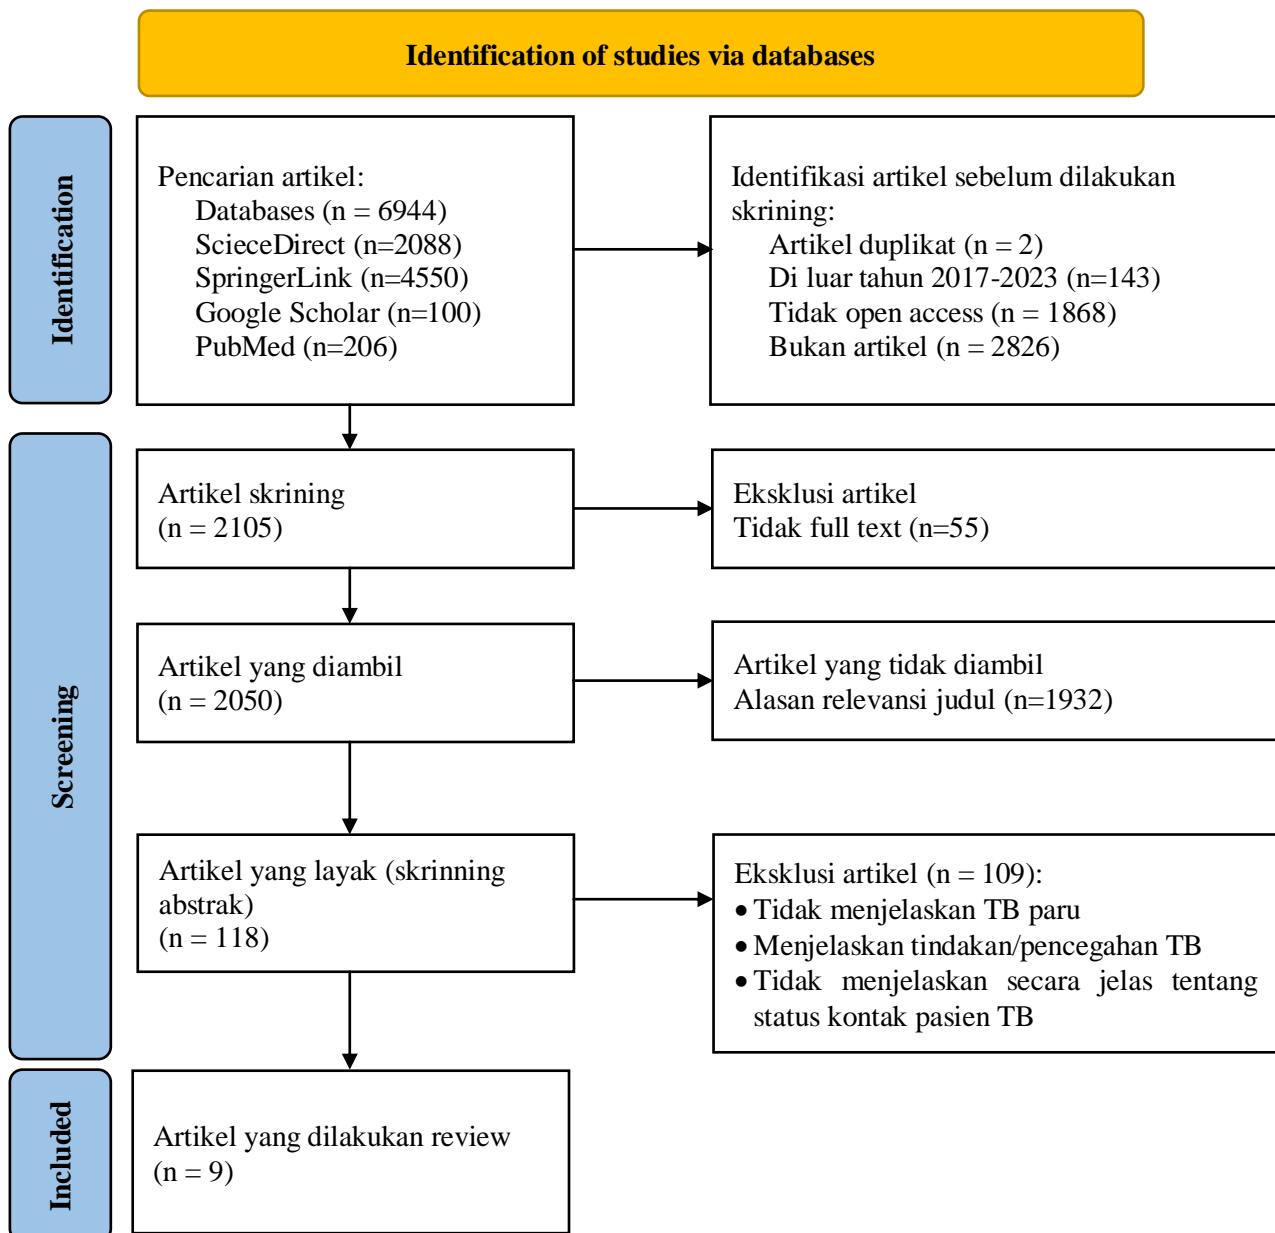 Identification of studies via databases
Identification
Pencarian artikel:
Databases (n = 6944)
ScieceDirect (n=2088)
SpringerLink (n=4550)
Google Scholar (n=100)
PubMed (n=206)
Identifikasi artikel sebelum dilakukan
skrining:
Artikel duplikat (n = 2)
Di luar tahun 2017-2023 (n=143)
Tidak open access (n = 1868)
Bukan artikel (n = 2826)
Screening
Artikel skrining
(n = 2105)
Eksklusi artikel
Tidak full text (n=55)
Artikel yang diambil
(n = 2050)
Artikel yang tidak diambil
Alasan relevansi judul (n=1932)
Artikel yang layak (skrinning
abstrak)
(n = 118)
Eksklusi artikel (n = 109):
• Tidak menjelaskan TB paru
• Menjelaskan tindakan/pencegahan TB
• Tidak menjelaskan secara jelas tentang
status kontak pasien TB
Included
Artikel yang dilakukan review
(n = 9)